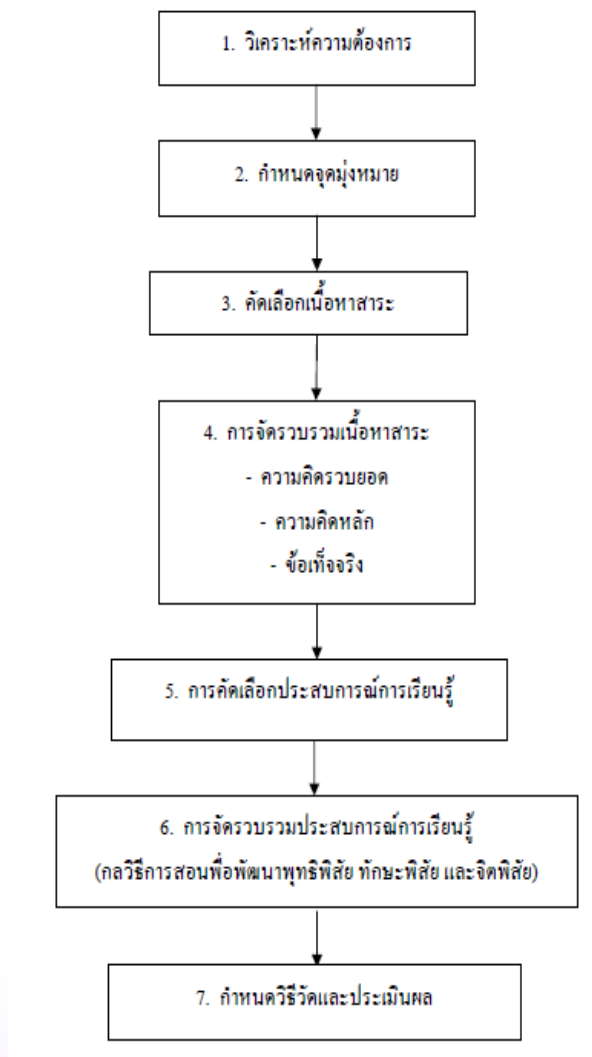 1. วิเคราะห์ความต้องการ
2. กำหนดจุดมุ่งหมาย
3. คัดเลือกเนื้อหาสาระ
4. การจัดรวบรวมเนื้อหาสาระ
- ความคิดรวบยอด
- ความคิดหลัก
- ข้อเท็จจริง
5. การคัดเลือกประสบการณ์การเรียนรู้
6. การจัดรวบรวมประสบการณ์การเรียนรู้
(กลวิธีการสอนพื่อพัฒนาพุทธิพิสัย ทักษะพิสัย และจิตพิสัย)
7. กำหนดวิธีวัดและประเมินผล